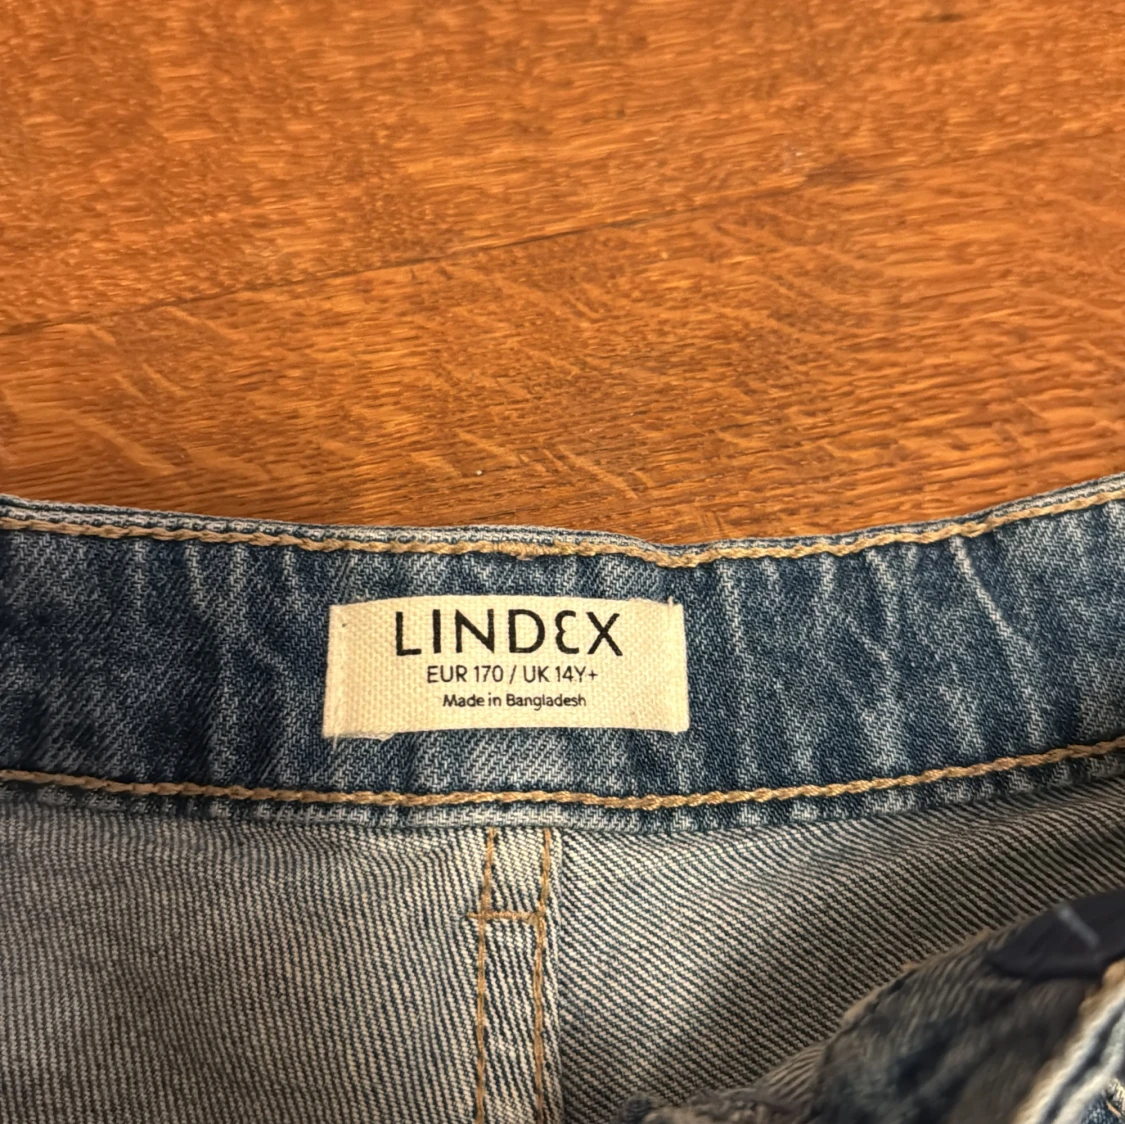 LINDEX
EUR 170 / UK 14Y+
Made in Bangladesh